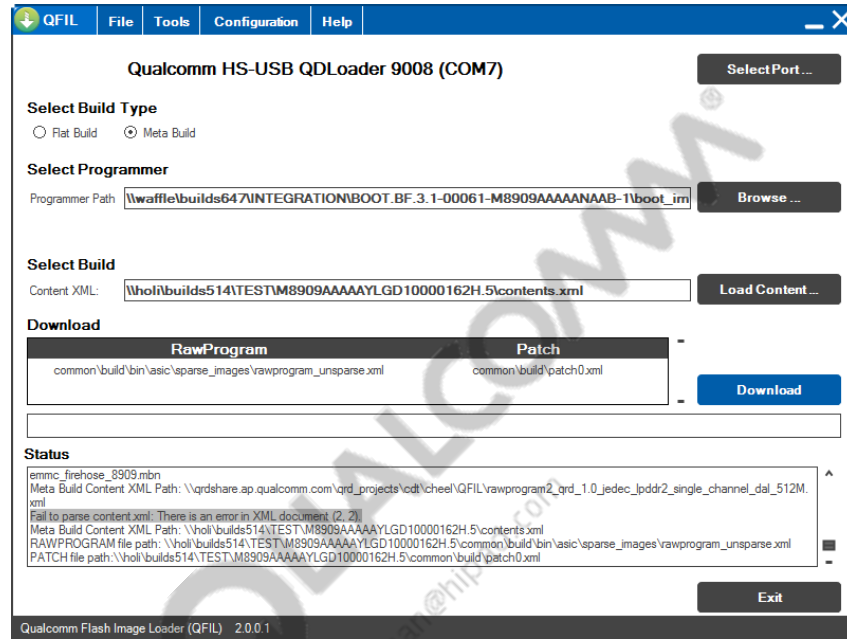 QFIL File Tools Configuration Help
Qualcomm HS-USB QDLoader 9008 (COM7)
Select Port ...
Select Build Type
Flat Build Meta Build
Select Programmer
Programmer Path \\waffle\builds647\INTEGRATION\BOOT.BF.3.1-00061-M8909AAAAANAAB-1\boot_im
Browse ...
Select Build
Content XML: \\holi\builds514\TEST\M8909AAAAAYLGD10000162H.5\contents.xml
Load Content ...
Download
RawProgram Patch
common\build\bin\asic\sparse_images\rawprogram_unsparse.xml common\build\patch0.xml
Download
Status
emmc_firehose_8909.mbn
Meta Build Content XML Path: \\qrdshare.ap.qualcomm.com\qrd_projects\cdt\cheel\QFIL\rawprogram2_qrd_1.0_jedec_lpddr2_single_channel_dal_512M.
xml
Fail to parse content.xml: There is an error in XML document (2, 2).
Meta Build Content XML Path: \\holi\builds514\TEST\M8909AAAAAYLGD10000162H.5\contents.xml
RAWPROGRAM file path: \\holi\builds514\TEST\M8909AAAAAYLGD10000162H.5\common\build\bin\asic\sparse_images\rawprogram_unsparse.xml
PATCH file path:\\holi\builds514\TEST\M8909AAAAAYLGD10000162H.5\common\build\patch0.xml
Exit
Qualcomm Flash Image Loader (QFIL) 2.0.0.1
QUALCOMM®